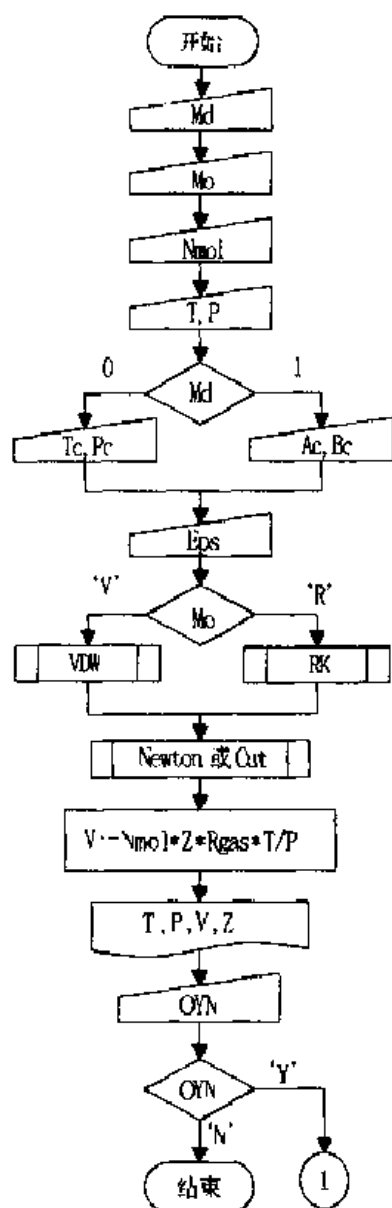 开始
Md
Mo
Nmol
T, P
0
Md
1
Tc, Pc
Ac, Bc
Eps
'V'
Mo
'R'
VDW
RK
Newton 或 Cut
V:=Nmol*Z*Rgas*T/P
T, P, V, Z
OYN
OYN
'Y'
'N'
结束
1